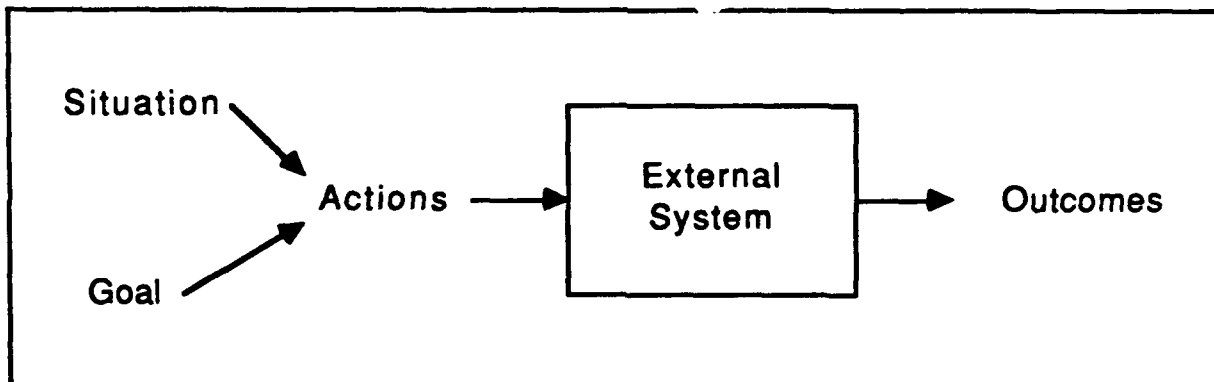 Situation
Actions
Goal
External
System
Outcomes